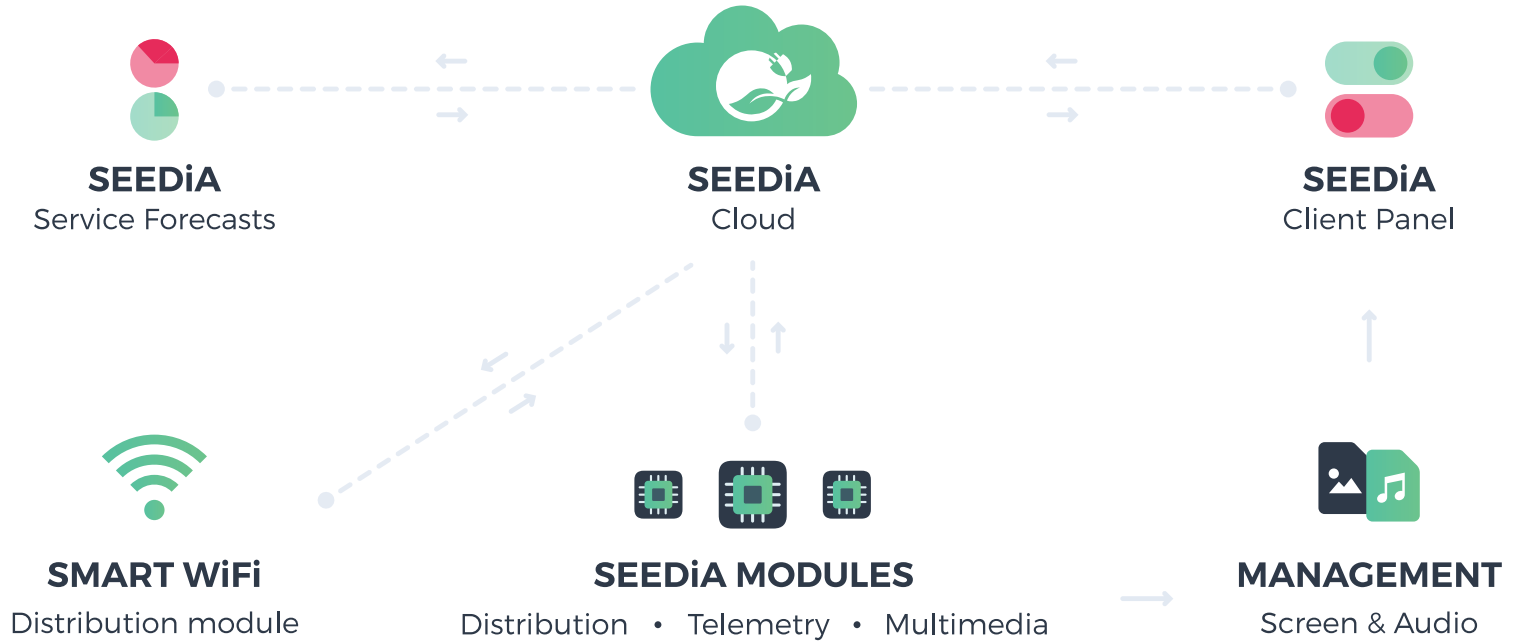 SEEDiA
Service Forecasts
SEEDiA
Cloud
SEEDiA
Client Panel
SMART WiFi
Distribution module
SEEDiA MODULES
Distribution • Telemetry • Multimedia
MANAGEMENT
Screen & Audio